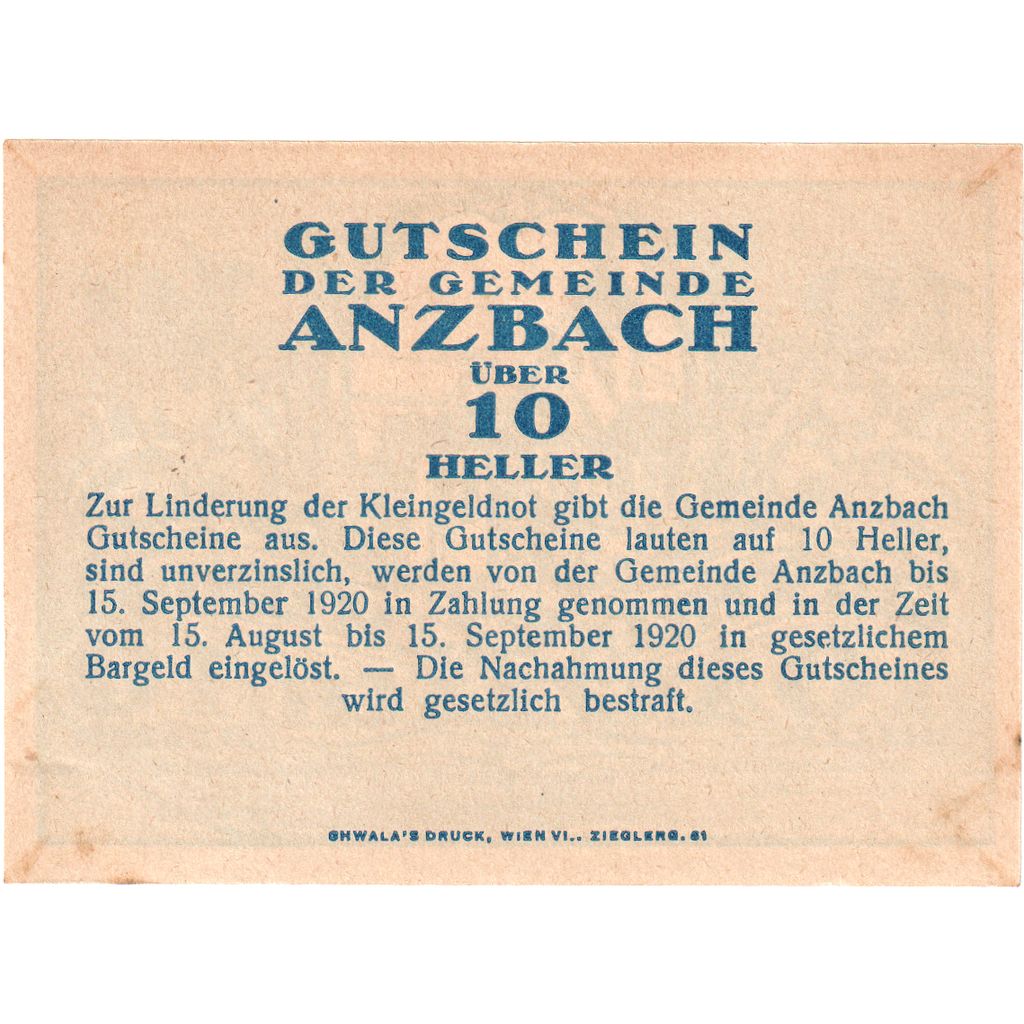 GUTSCHEIN
DER GEMEINDE
ANZBACH
ÜBER
10
HELLER
Zur Linderung der Kleingeldnot gibt die Gemeinde Anzbach
Gutscheine aus. Diese Gutscheine lauten auf 10 Heller,
sind unverzinslich, werden von der Gemeinde Anzbach bis
15. September 1920 in Zahlung genommen und in der Zeit
vom 15. August bis 15. September 1920 in gesetzlichem
Bargeld eingelöst. — Die Nachahmung dieses Gutscheines
wird gesetzlich bestraft.
CHWALA'S DRUCK, WIEN VI., ZIEGLERG. 61